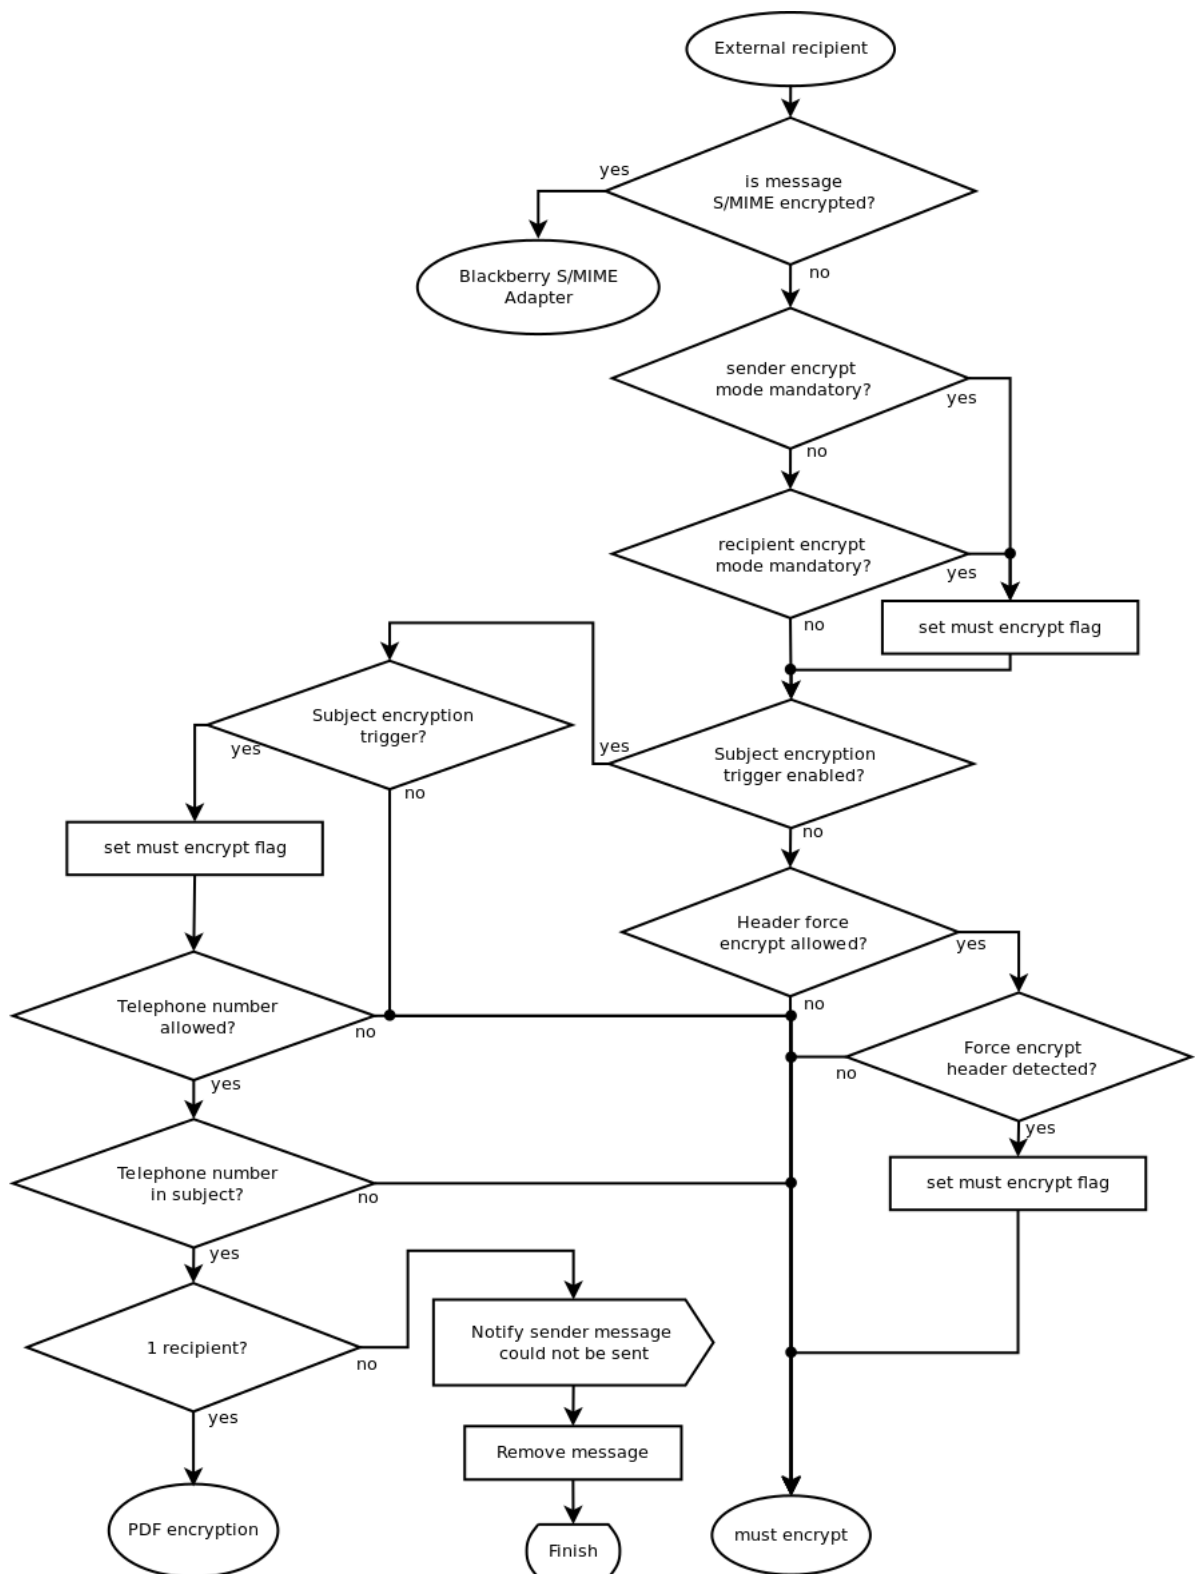 External recipient
is message
S/MIME encrypted?
yes
no
Blackberry S/MIME
Adapter
sender encrypt
mode mandatory?
yes
no
recipient encrypt
mode mandatory?
yes
no
set must encrypt flag
Subject encryption
trigger enabled?
yes
no
Subject encryption
trigger?
yes
no
set must encrypt flag
Header force
encrypt allowed?
yes
no
Telephone number
allowed?
no
yes
Force encrypt
header detected?
no
yes
set must encrypt flag
Telephone number
in subject?
no
yes
1 recipient?
no
yes
Notify sender message
could not be sent
Remove message
PDF encryption
Finish
must encrypt